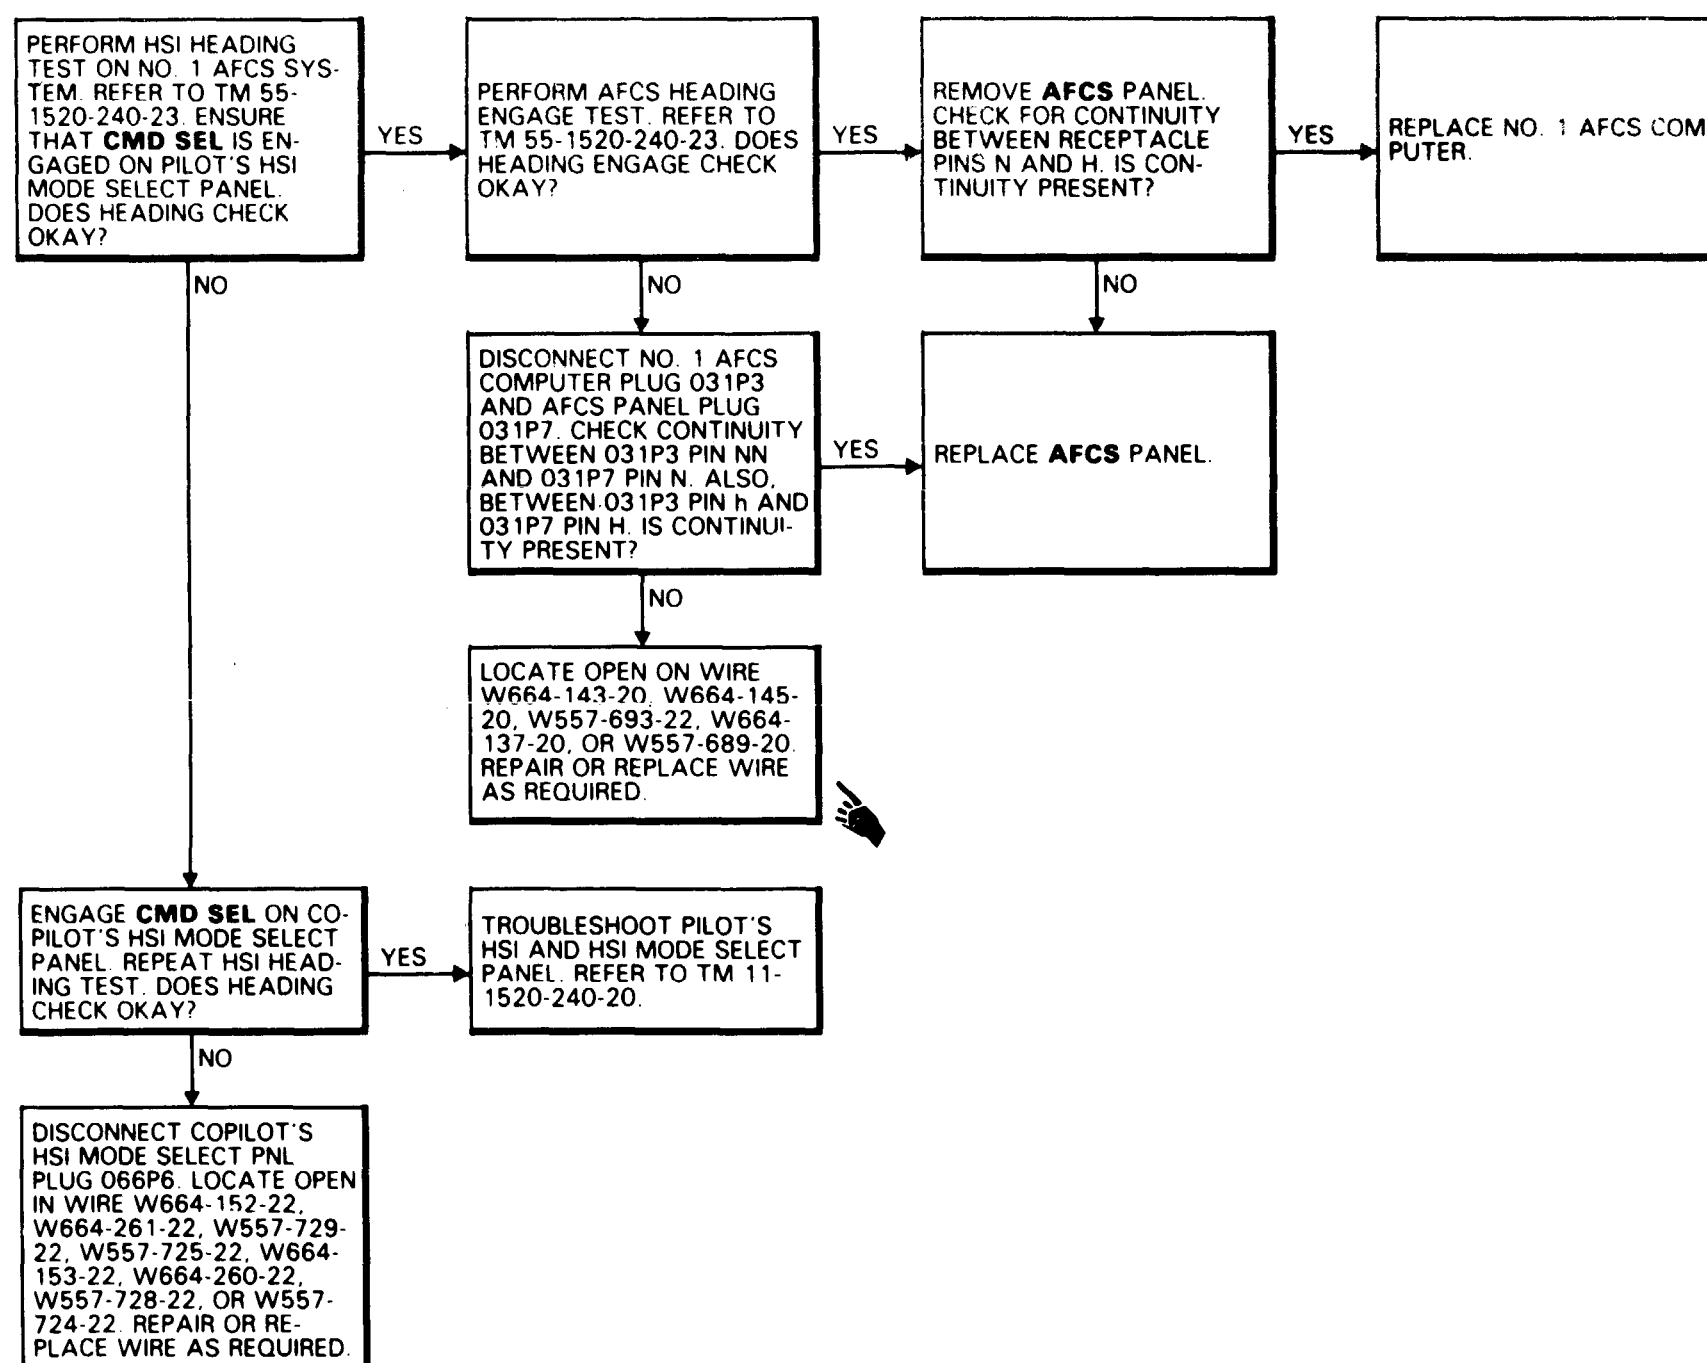 PERFORM HSI HEADING
TEST ON NO. 1 AFCS SYS-
TEM. REFER TO TM 55-
1520-240-23. ENSURE
THAT CMD SEL IS EN-
GAGED ON PILOT'S HSI
MODE SELECT PANEL.
DOES HEADING CHECK
OKAY?
YES
PERFORM AFCS HEADING
ENGAGE TEST. REFER TO
TM 55-1520-240-23. DOES
HEADING ENGAGE CHECK
OKAY?
YES
REMOVE AFCS PANEL.
CHECK FOR CONTINUITY
BETWEEN RECEPTACLE
PINS N AND H. IS CON-
TINUITY PRESENT?
YES
REPLACE NO. 1 AFCS COM
PUTER.
NO
NO
NO
DISCONNECT NO. 1 AFCS
COMPUTER PLUG 031P3
AND AFCS PANEL PLUG
031P7. CHECK CONTINUITY
BETWEEN 031P3 PIN NN
AND 031P7 PIN N. ALSO,
BETWEEN 031P3 PIN h AND
031P7 PIN H. IS CONTINUI-
TY PRESENT?
YES
REPLACE AFCS PANEL.
NO
LOCATE OPEN ON WIRE
W664-143-20, W664-145-
20, W557-693-22, W664-
137-20, OR W557-689-20.
REPAIR OR REPLACE WIRE
AS REQUIRED.
ENGAGE CMD SEL ON CO-
PILOT'S HSI MODE SELECT
PANEL. REPEAT HSI HEAD-
ING TEST. DOES HEADING
CHECK OKAY?
YES
TROUBLESHOOT PILOT'S
HSI AND HSI MODE SELECT
PANEL. REFER TO TM 11-
1520-240-20.
NO
DISCONNECT COPILOT'S
HSI MODE SELECT PNL
PLUG 066P6. LOCATE OPEN
IN WIRE W664-152-22,
W664-261-22, W557-729-
22, W557-725-22, W664-
153-22, W664-260-22,
W557-728-22, OR W557-
724-22. REPAIR OR RE-
PLACE WIRE AS REQUIRED.